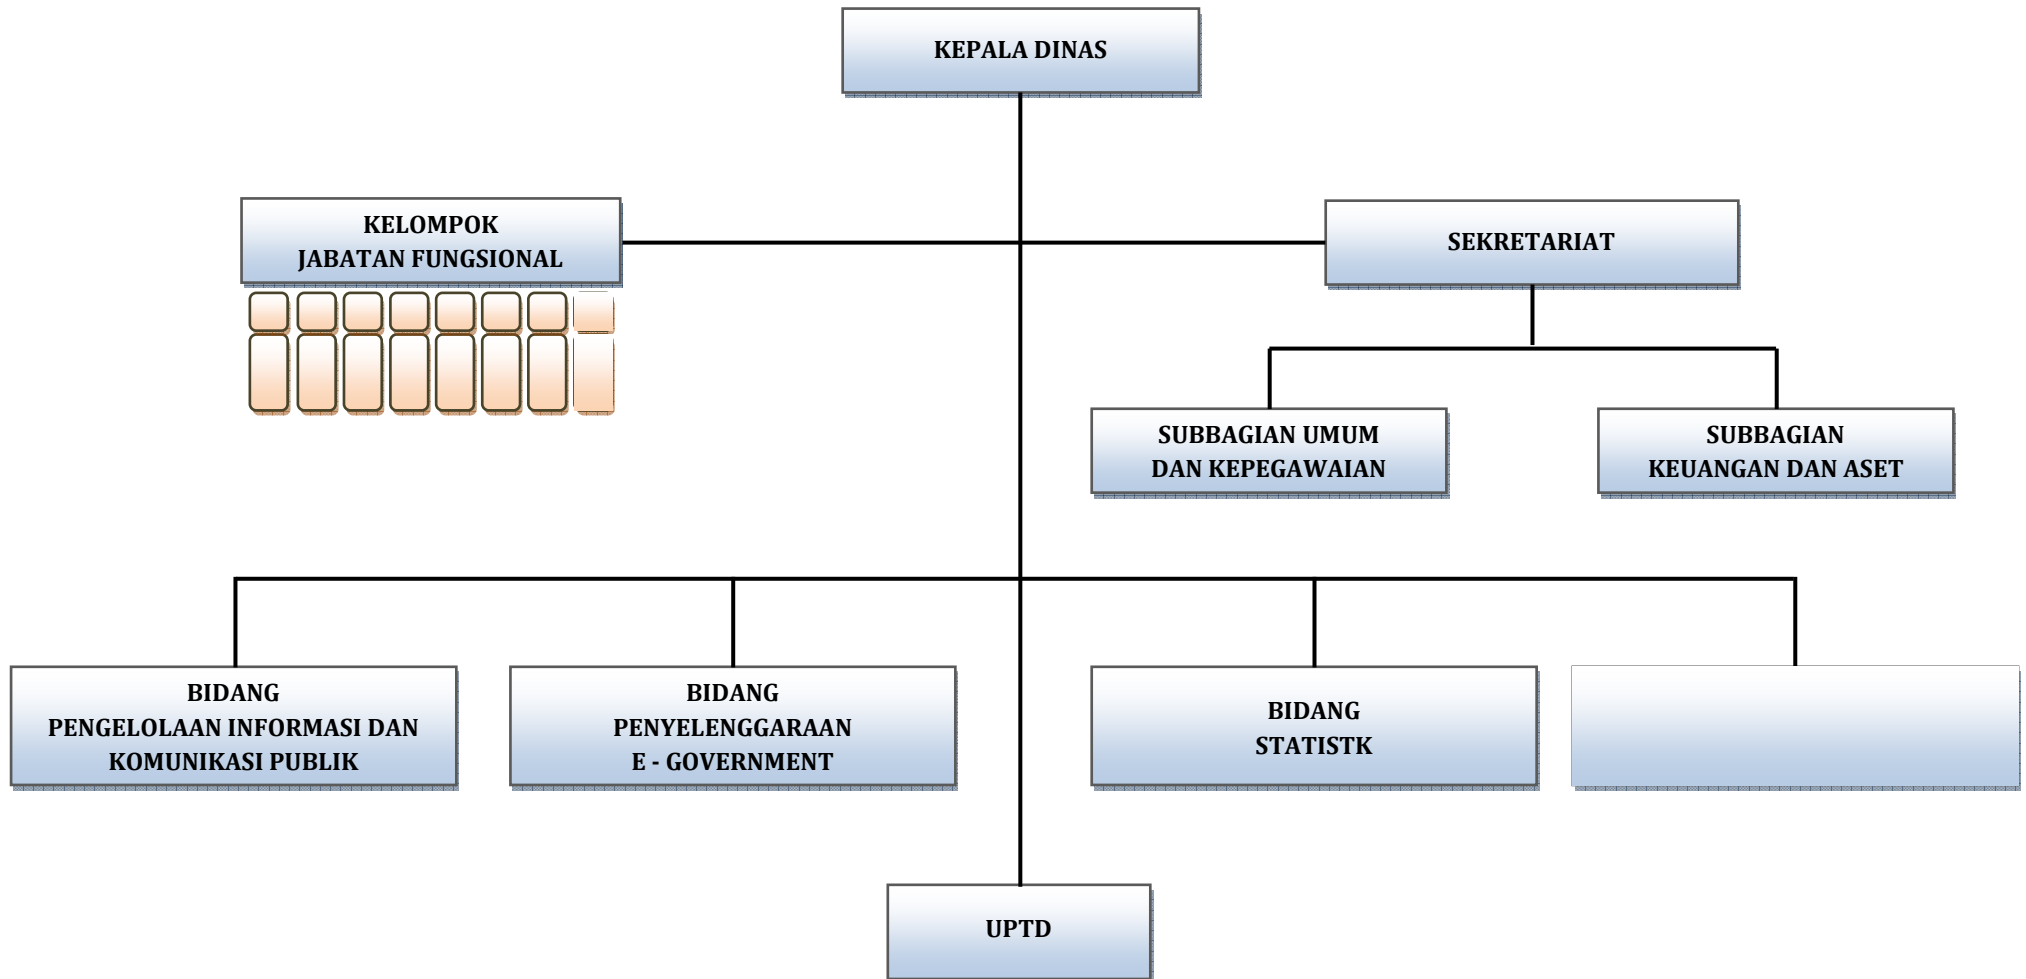 KEPALA DINAS
KELOMPOK
JABATAN FUNGSIONAL
SEKRETARIAT
SUBBAGIAN UMUM
DAN KEPEGAWAIAN
SUBBAGIAN
KEUANGAN DAN ASET
BIDANG
PENGELOLAAN INFORMASI DAN
KOMUNIKASI PUBLIK
BIDANG
PENYELENGGARAAN
E - GOVERNMENT
BIDANG
STATISTK
UPTD